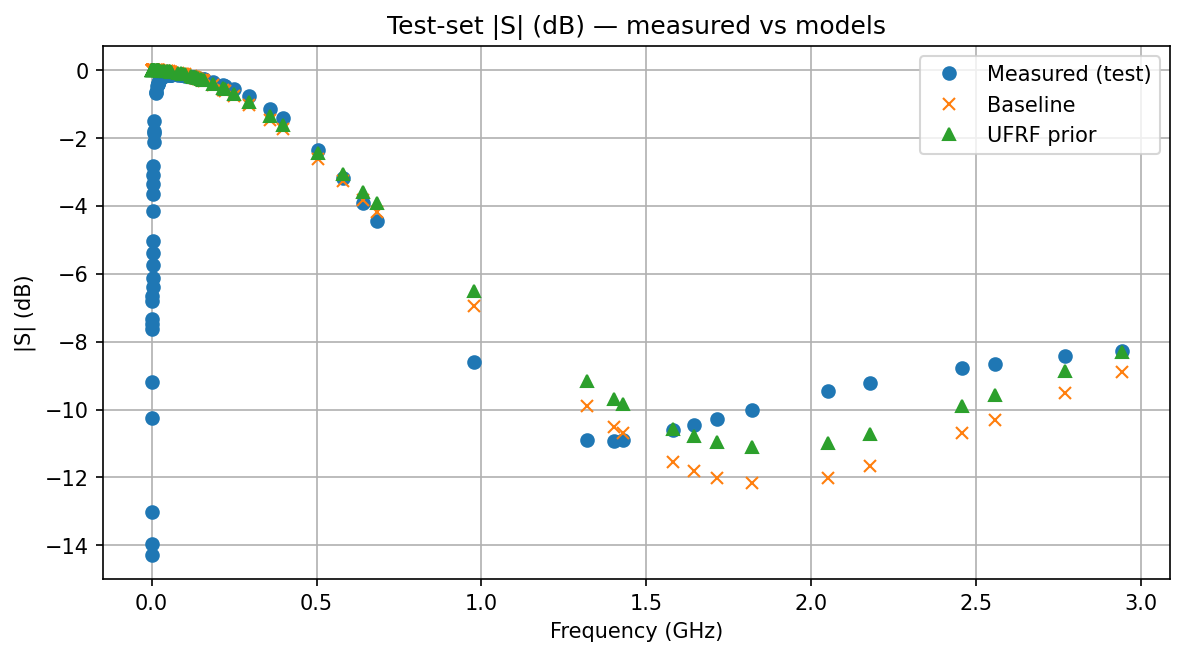 Test-set |S| (dB) — measured vs models
Measured (test)
Baseline
UFRF prior
|S| (dB)
0
−2
−4
−6
−8
−10
−12
−14
0.0 0.5 1.0 1.5 2.0 2.5 3.0
Frequency (GHz)